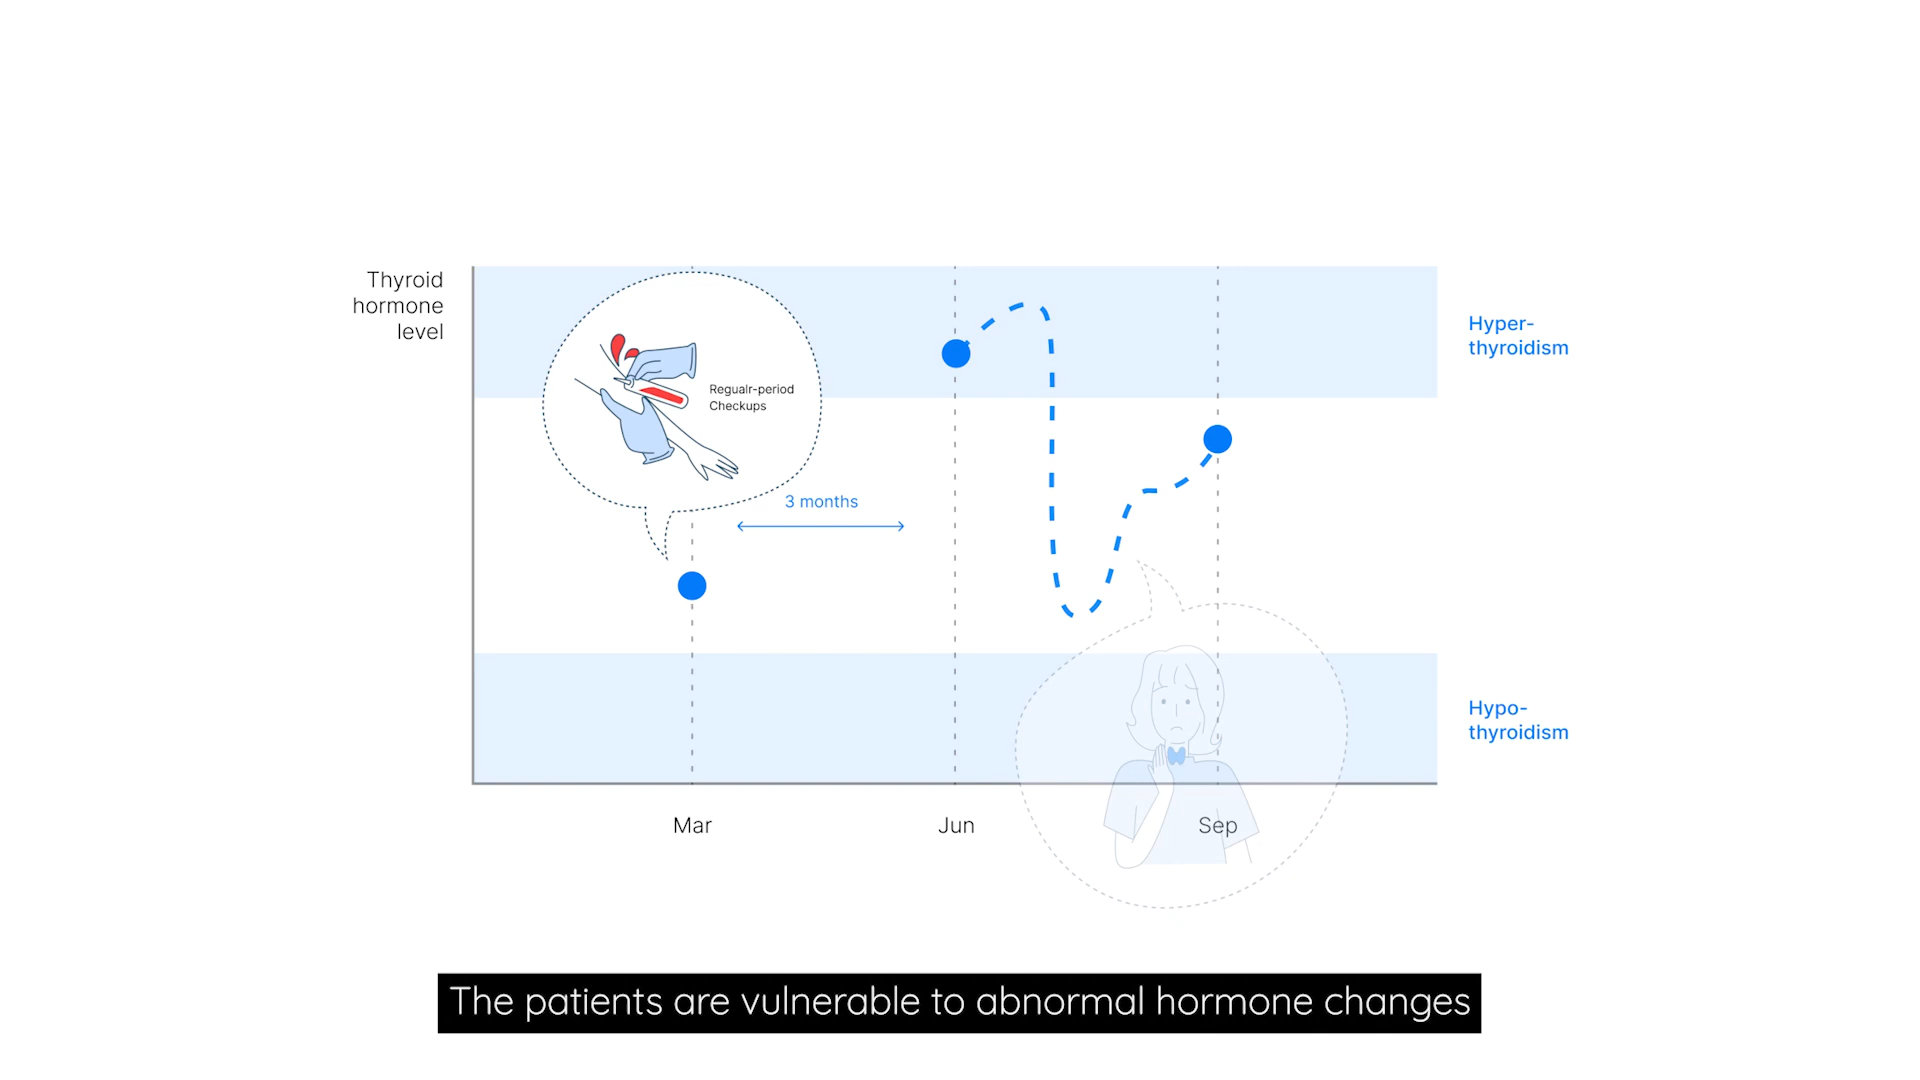 Thyroid
hormone
level
Hyper-
thyroidism
Regualr-period
Checkups
3 months
Hypo-
thyroidism
Mar
Jun
Sep
The patients are vulnerable to abnormal hormone changes